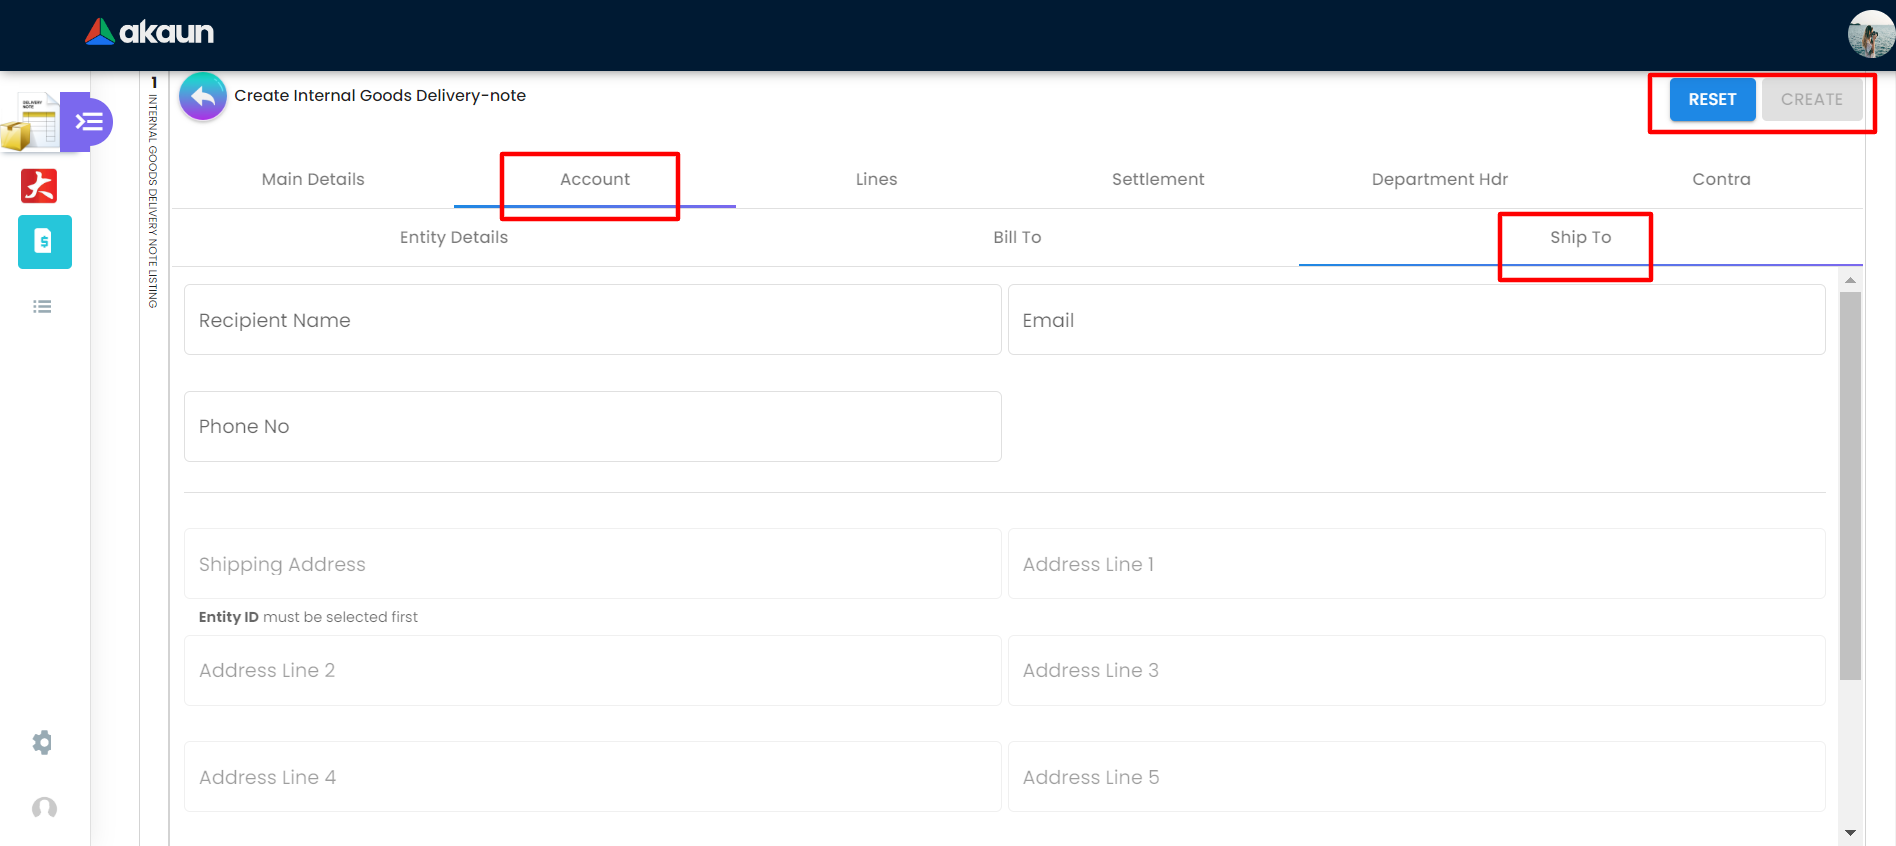 akaun
DELIVERY
NOTE
1
INTERNAL GOODS DELIVERY NOTE LISTING
Create Internal Goods Delivery-note
RESET
CREATE
Main Details
Account
Lines
Settlement
Department Hdr
Contra
Entity Details
Bill To
Ship To
Recipient Name
Email
Phone No
Shipping Address
Address Line 1
Entity ID must be selected first
Address Line 2
Address Line 3
Address Line 4
Address Line 5